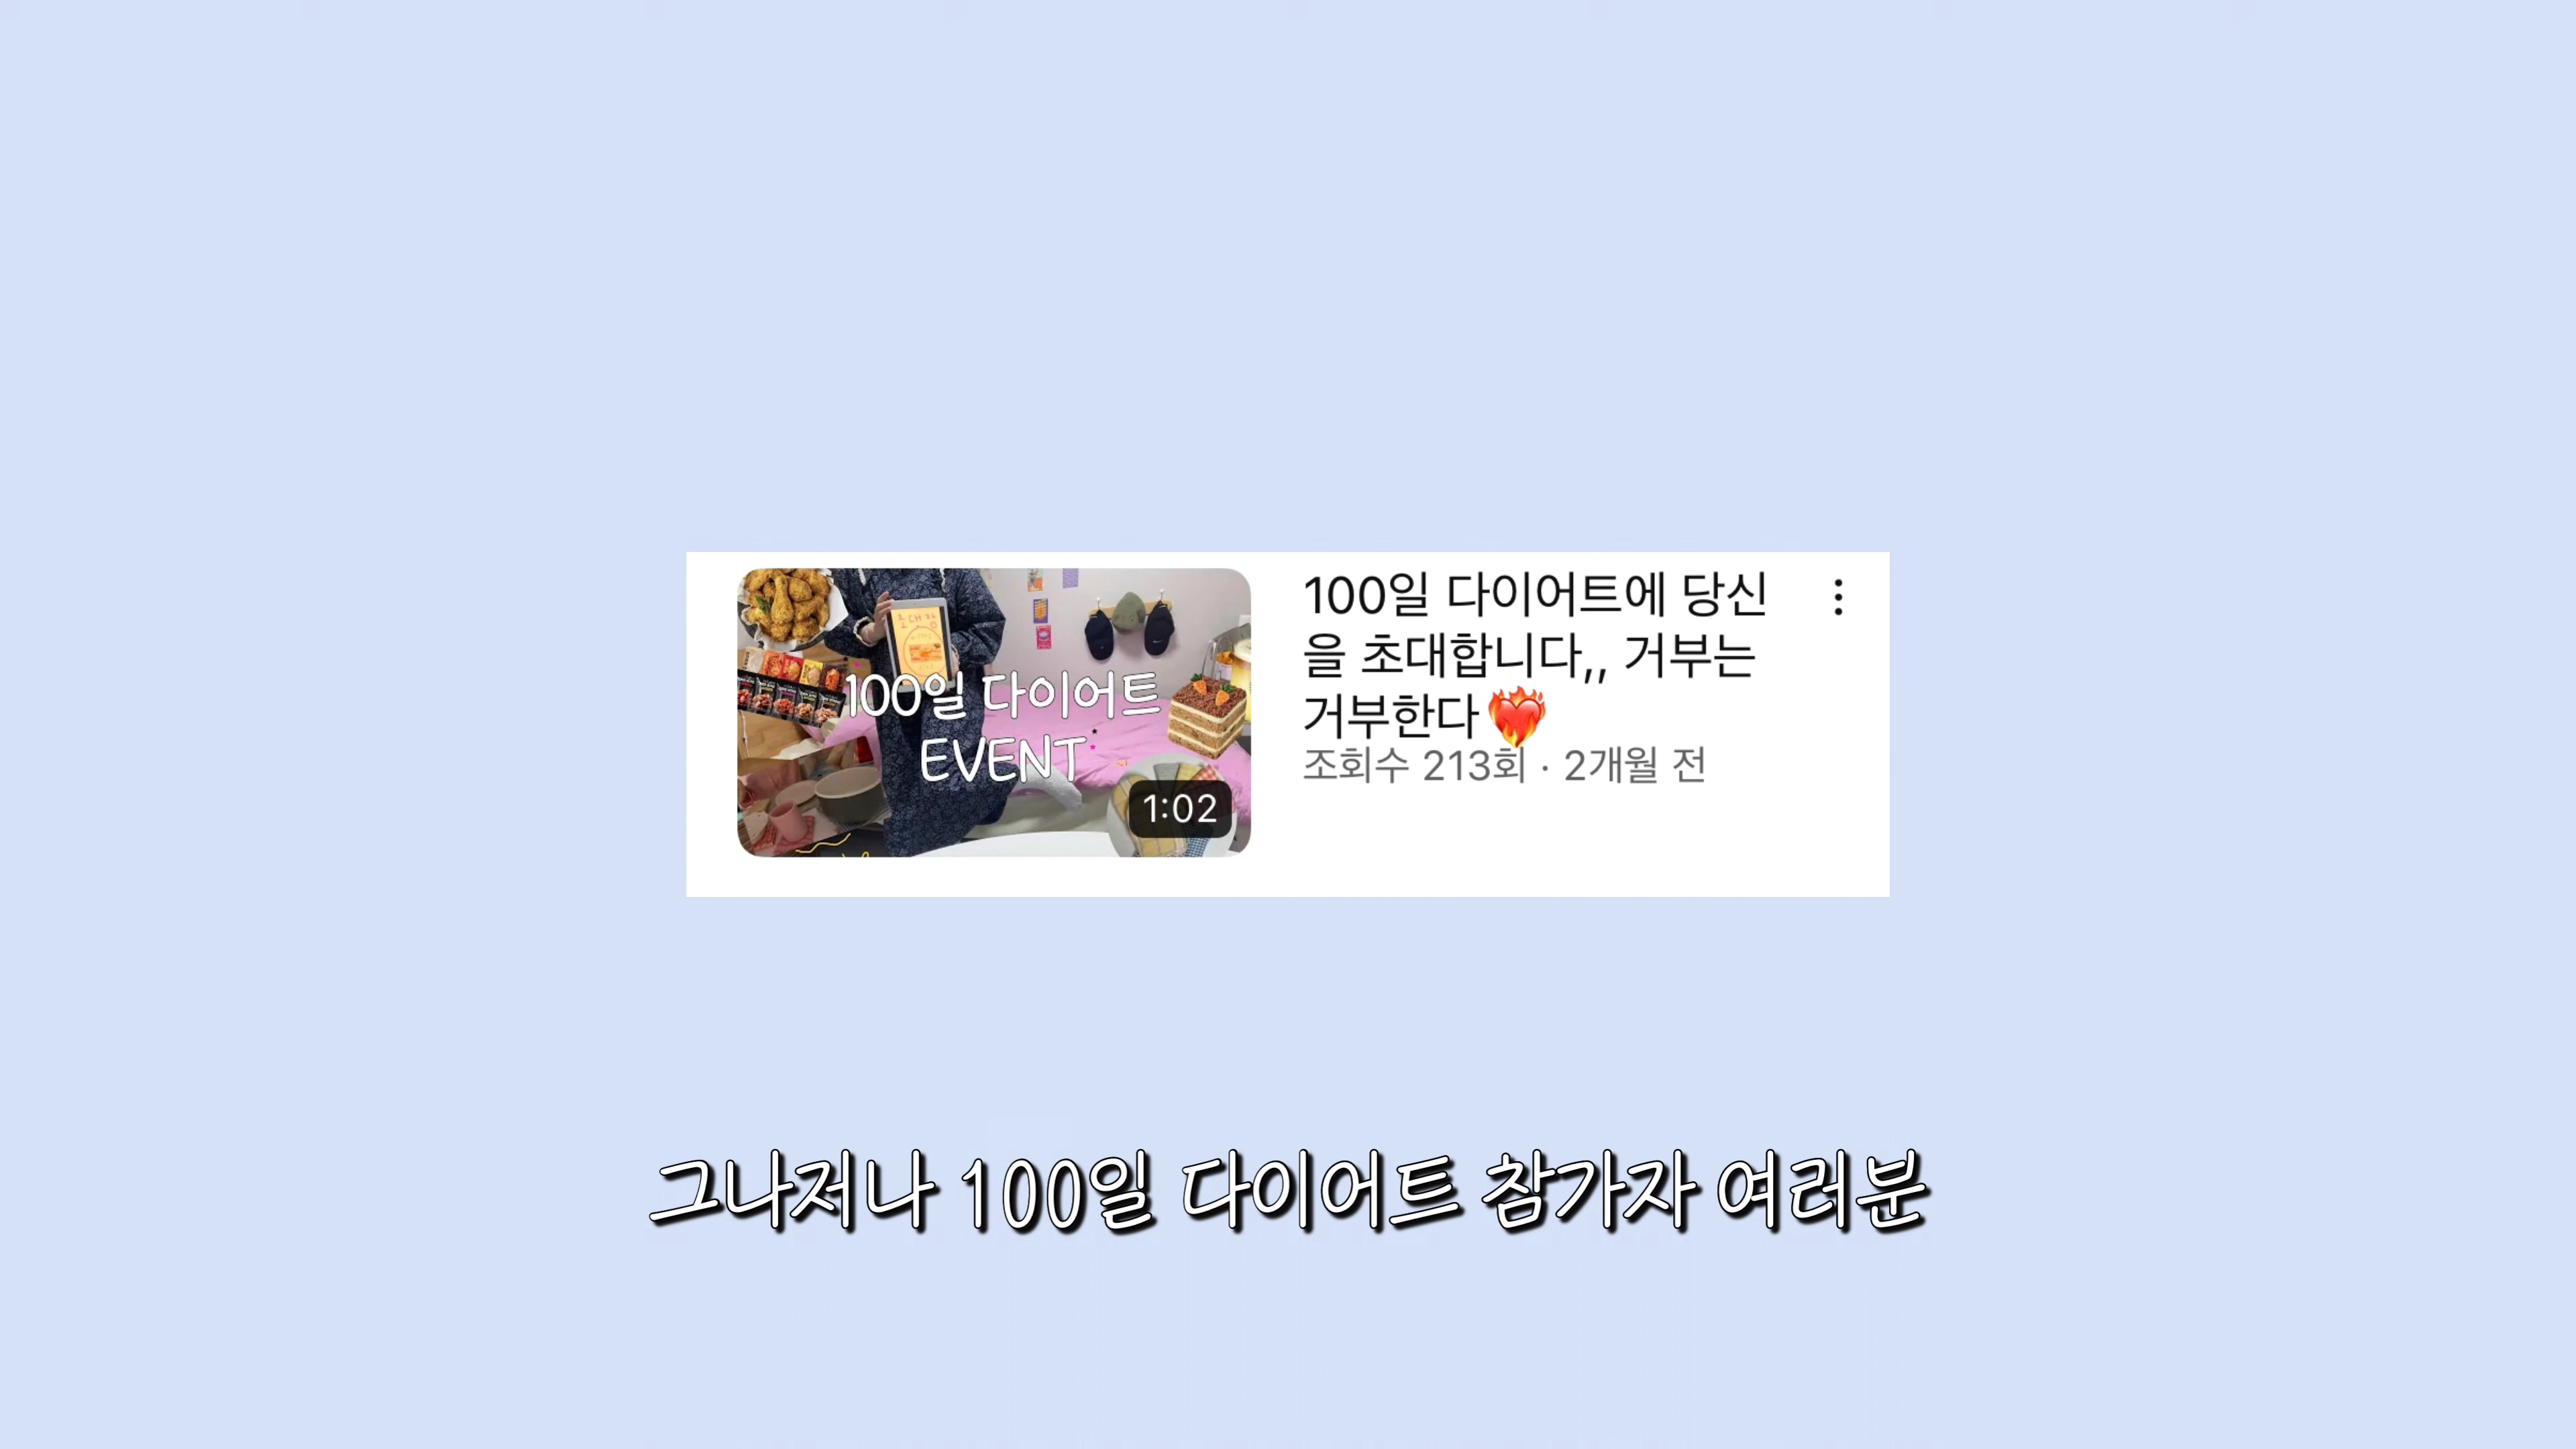 초대장
100일 다이어트
EVENT
1:02
100일 다이어트에 당신
을 초대합니다,, 거부는
거부한다❤️‍🔥
조회수 213회 · 2개월 전
그나저나 100일 다이어트 참가자 여러분